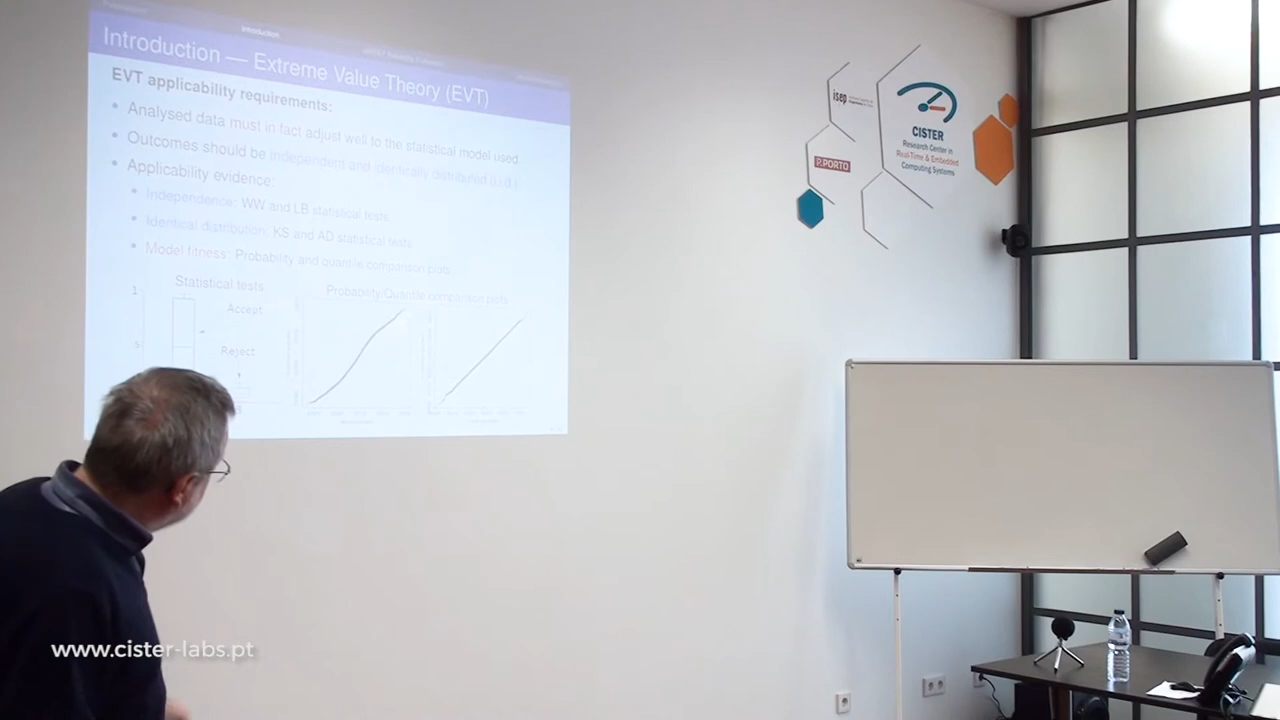 Introduction
Introduction — Extreme Value Theory (EVT)
EVT applicability requirements:
Analysed data must in fact adjust well to the statistical model used
Outcomes should be independent and identically distributed (i.i.d.)
Applicability evidence:
Independence: WW and LB statistical tests
Identical distribution: KS and AD statistical tests
Model fitness: Probability and quantile comparison plots
Statistical tests
Probability/Quantile comparison plots
1
Accept
Reject
isep
P.PORTO
CISTER
Research Center in
Real-Time & Embedded
Computing Systems
www.cister-labs.pt